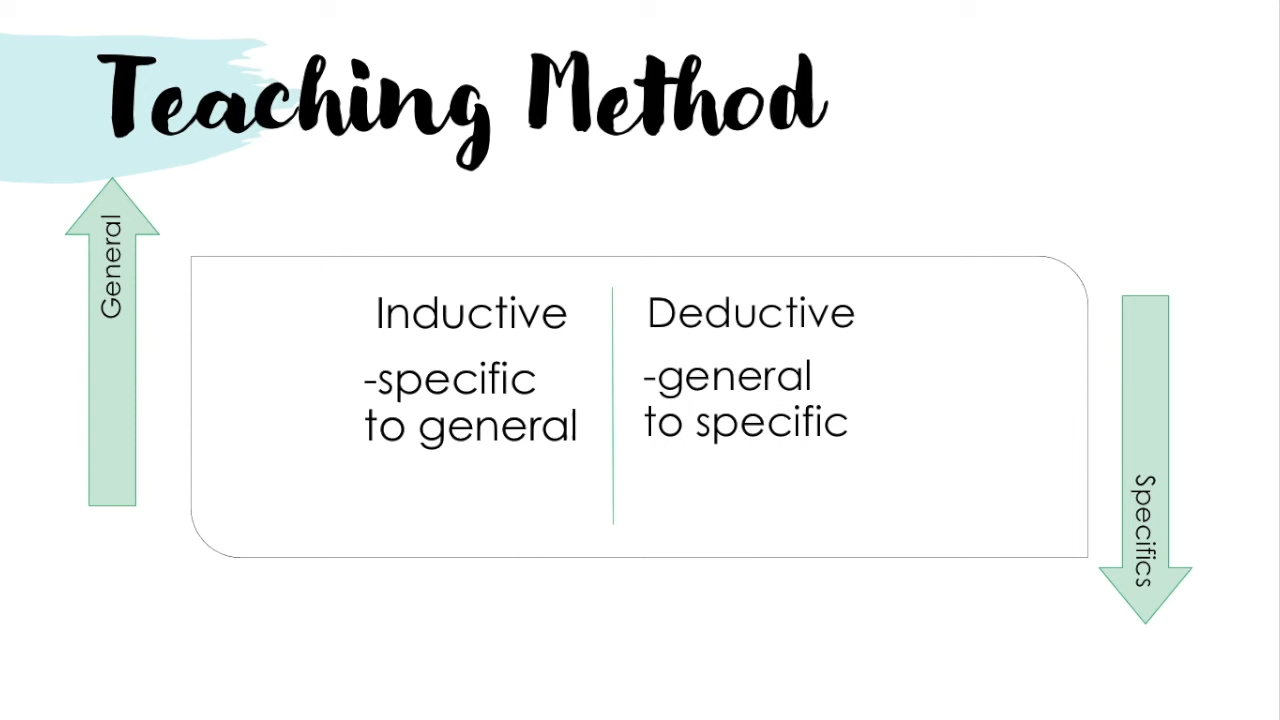 Teaching Method
General
Inductive
-specific
to general
Deductive
-general
to specific
Specifics